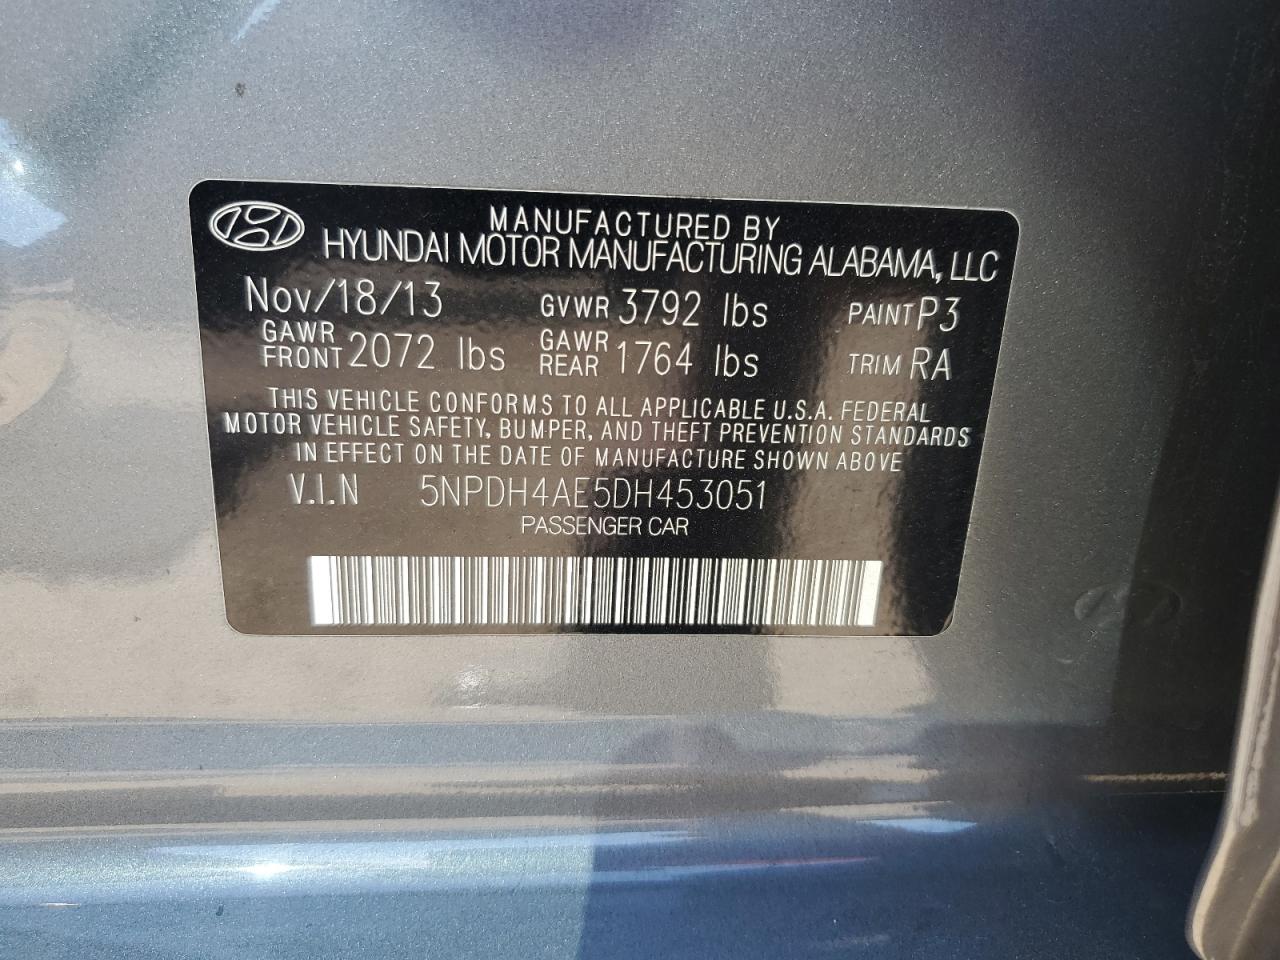 MANUFACTURED BY
HYUNDAI MOTOR MANUFACTURING ALABAMA, LLC
Nov/18/13 GVWR 3792 lbs PAINT P3
GAWR FRONT 2072 lbs GAWR REAR 1764 lbs TRIM RA
THIS VEHICLE CONFORMS TO ALL APPLICABLE U.S.A. FEDERAL
MOTOR VEHICLE SAFETY, BUMPER, AND THEFT PREVENTION STANDARDS
IN EFFECT ON THE DATE OF MANUFACTURE SHOWN ABOVE
V.I.N 5NPDH4AE5DH453051
PASSENGER CAR